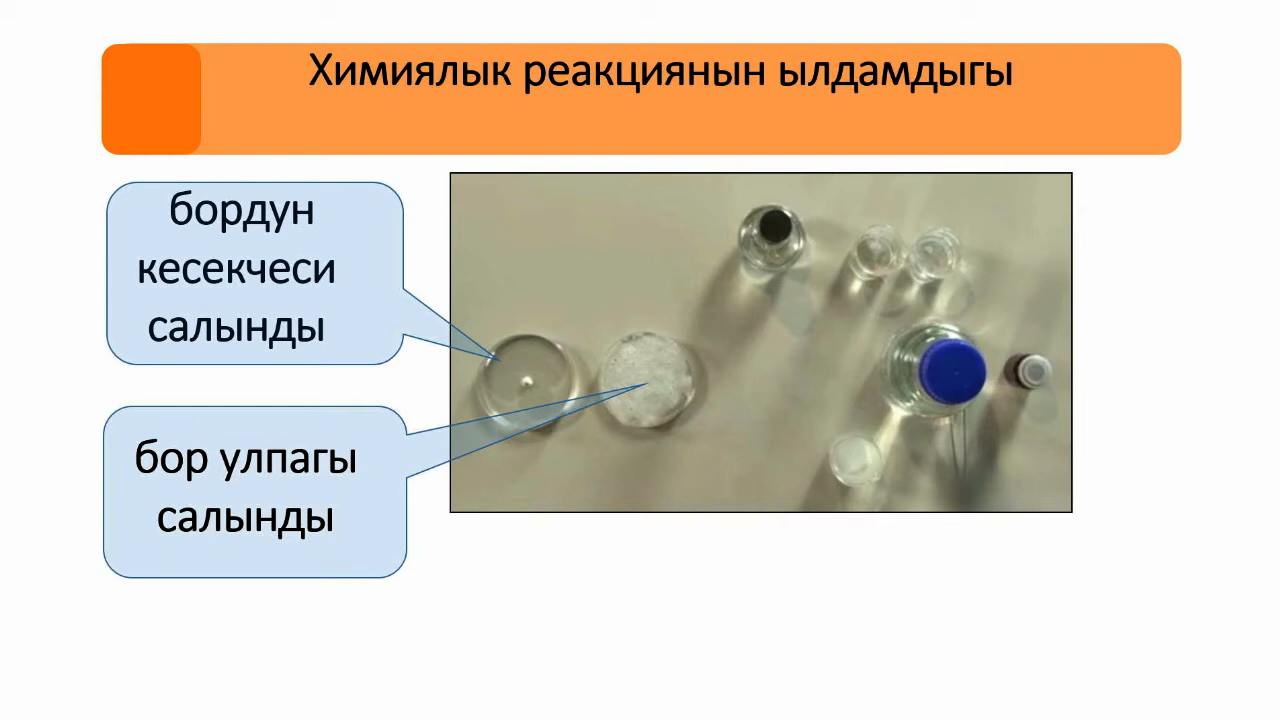 Химиялык реакциянын ылдамдыгы
бордун
кесекчеси
салынды
бор улпагы
салынды